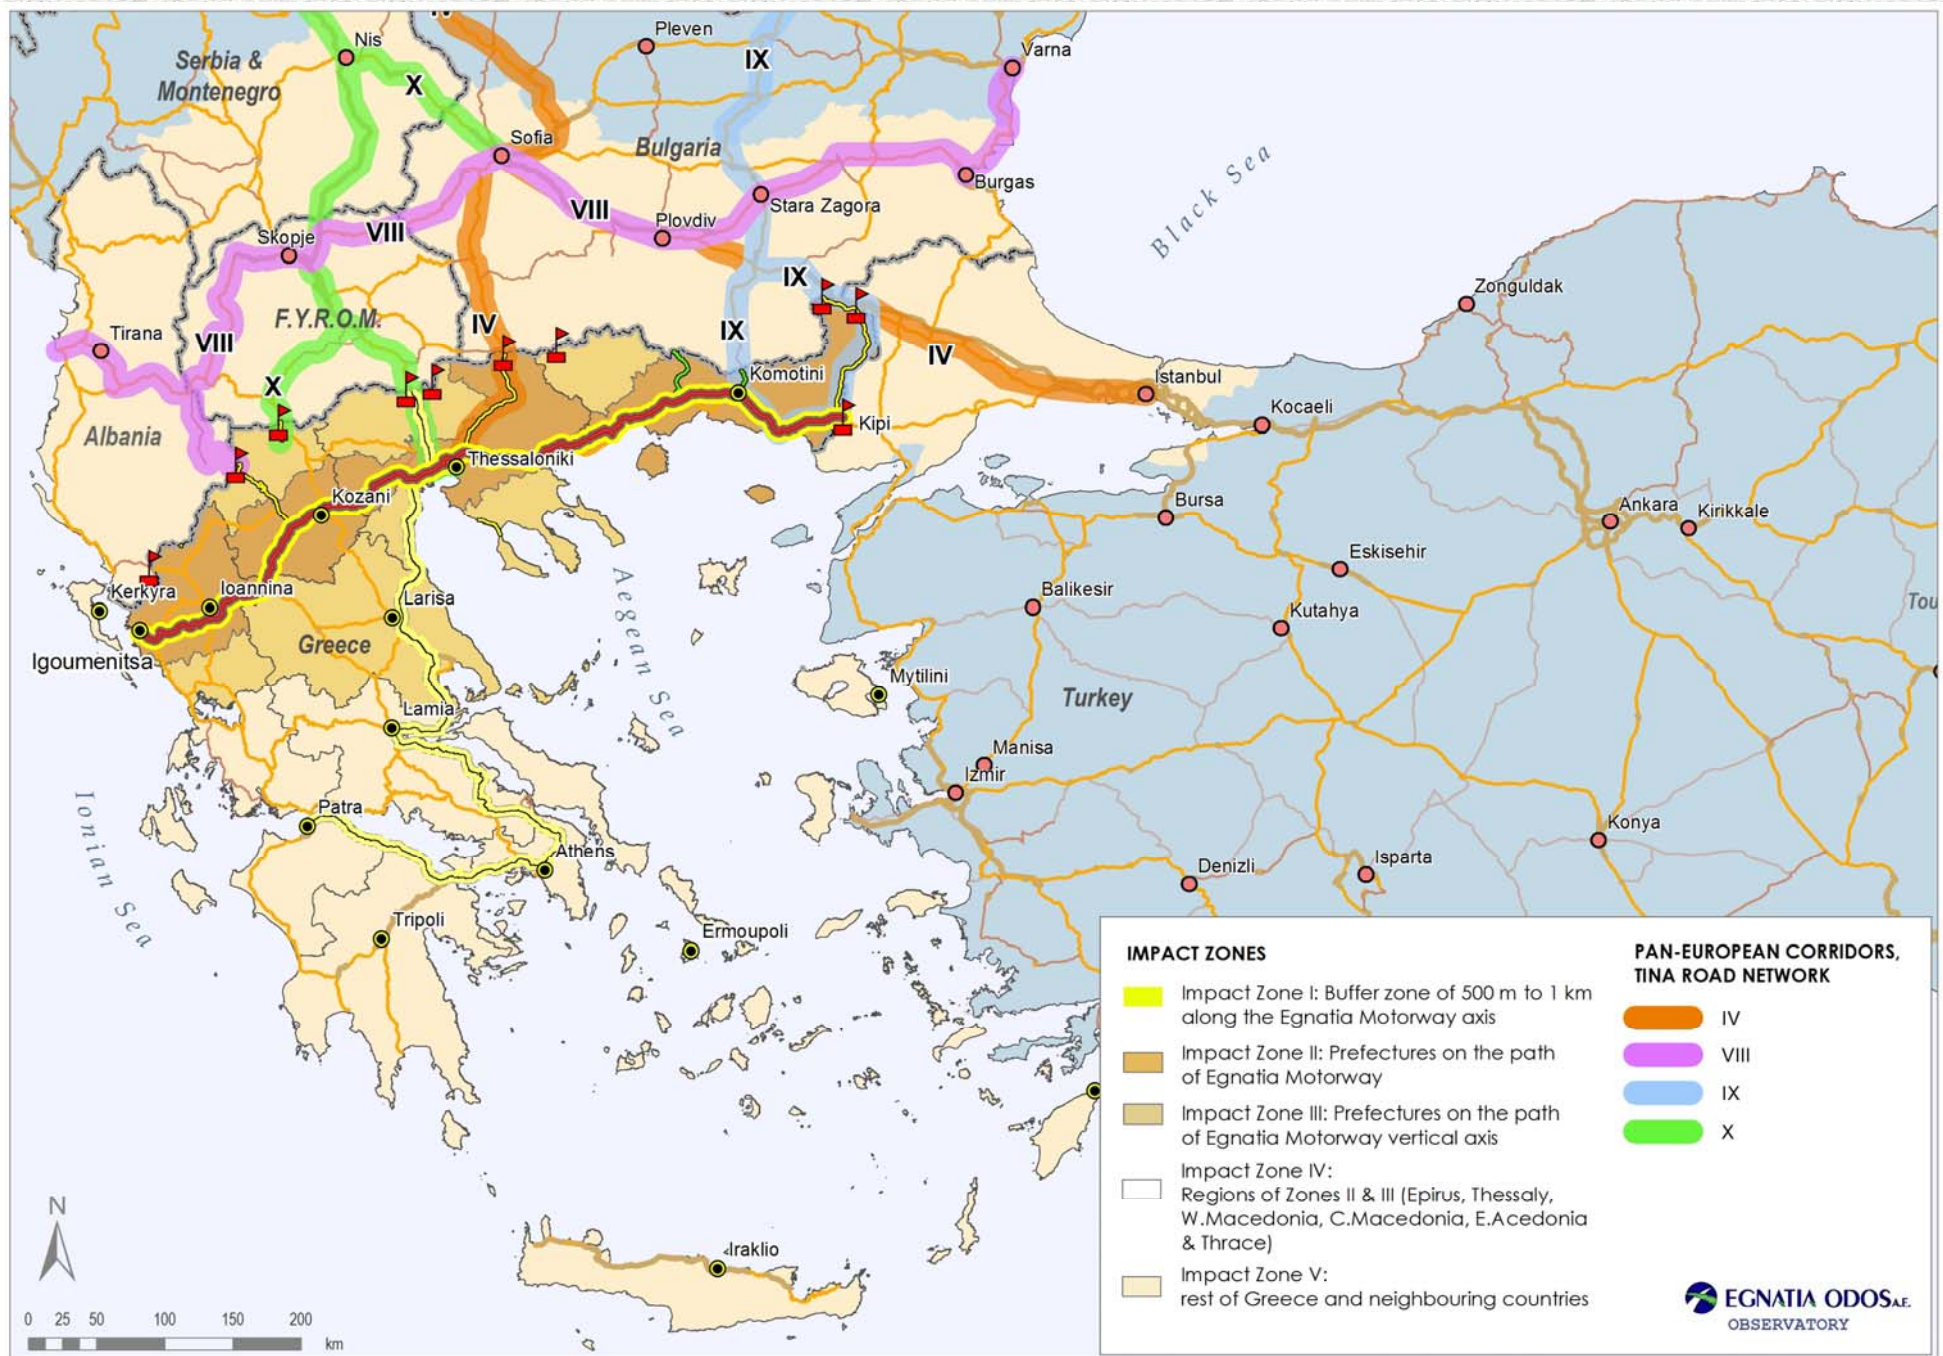 IV
IX
Nis
Pleven
Varna
Serbia &
Montenegro
X
Sofia
Bulgaria
Burgas
Black Sea
Stara Zagora
VIII
Plovdiv
VIII
Skopje
IX
Zonguldak
F.Y.R.O.M.
IV
IX
VIII
Tirana
IV
Komotini
Istanbul
X
Kocaeli
Albania
Kipi
Thessaloniki
Kozani
Bursa
Ankara
Kirikkale
Eskisehir
Aegean Sea
Kerkyra
Ioannina
Larisa
Balikesir
Kutahya
Tou
Greece
Igoumenitsa
Mytilini
Turkey
Lamia
Manisa
Izmir
Ionian Sea
Patra
Konya
Athens
Isparta
Denizli
Tripoli
Ermoupoli
Iraklio
N
0 25 50 100 150 200
km
IMPACT ZONES
Impact Zone I: Buffer zone of 500 m to 1 km
along the Egnatia Motorway axis
Impact Zone II: Prefectures on the path
of Egnatia Motorway
Impact Zone III: Prefectures on the path
of Egnatia Motorway vertical axis
Impact Zone IV:
Regions of Zones II & III (Epirus, Thessaly,
W.Macedonia, C.Macedonia, E.Acedonia
& Thrace)
Impact Zone V:
rest of Greece and neighbouring countries
PAN-EUROPEAN CORRIDORS,
TINA ROAD NETWORK
IV
VIII
IX
X
EGNATIA ODOS A.E.
OBSERVATORY